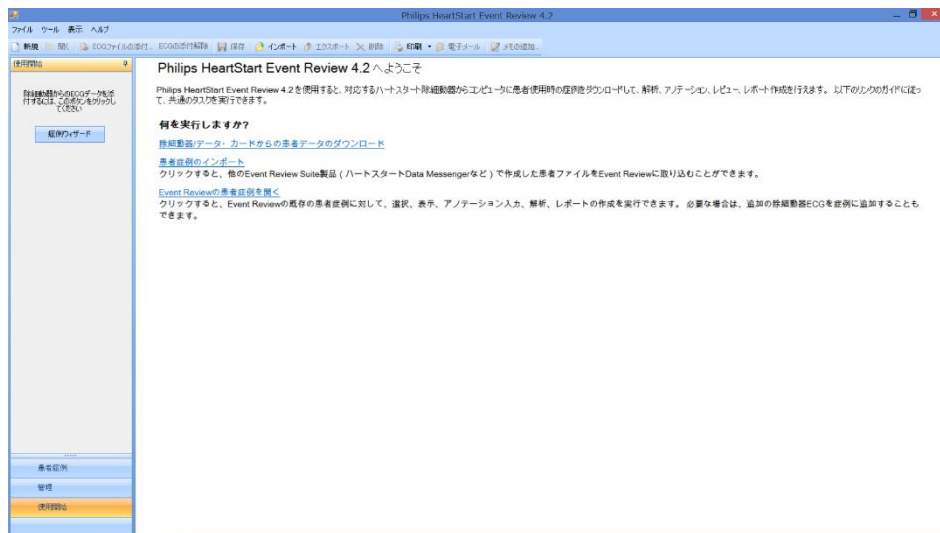 Philips HeartStart Event Review 4.2
ファイル ツール 表示 ヘルプ
新規 開く ECGファイルの添付... ECGの添付解除 保存 インポート エクスポート 削除 印刷 電子メール メモの追加...
使用開始
除細動器からのECGデータを添
付するには、このボタンをクリックし
てください
症例ウィザード
Philips HeartStart Event Review 4.2 へようこそ
Philips HeartStart Event Review 4.2 を使用すると、対応するハートスタート除細動器からコンピュータに患者使用時の症例をダウンロードして、解析、アノテーション、レビュー、レポート作成を行えます。 以下のリンクのガイドに従っ
て、共通のタスクを実行できます。
何を実行しますか?
除細動器/データ・カードからの患者データのダウンロード
患者症例のインポート
クリックすると、他のEvent Review Suite製品 ( ハートスタートData Messengerなど ) で作成した患者ファイルをEvent Reviewに取り込むことができます。
Event Reviewの患者症例を開く
クリックすると、Event Reviewの既存の患者症例に対して、選択、表示、アノテーション入力、解析、レポートの作成を実行できます。 必要な場合は、追加の除細動器ECGを症例に追加することも
できます。
患者症例
管理
使用開始